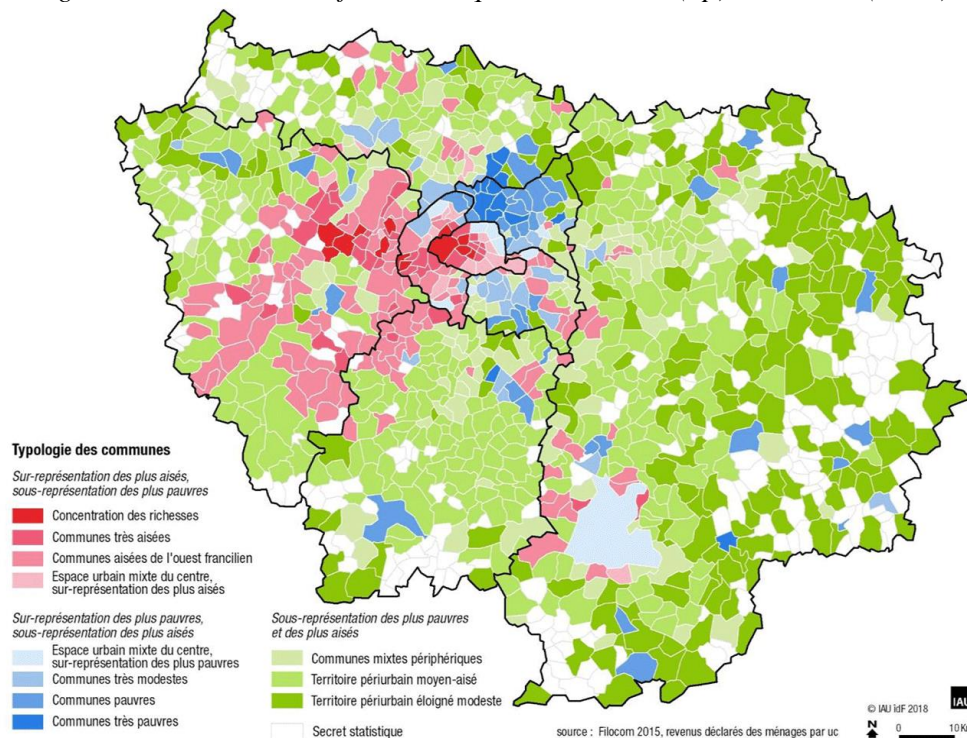 Typologie des communes
Sur-représentation des plus aisés,
sous-représentation des plus pauvres
Concentration des richesses
Communes très aisées
Communes aisées de l'ouest francilien
Espace urbain mixte du centre,
sur-représentation des plus aisés
Sur-représentation des plus pauvres,
sous-représentation des plus aisés
Espace urbain mixte du centre,
sur-représentation des plus pauvres
Communes très modestes
Communes pauvres
Communes très pauvres
Sous-représentation des plus pauvres
et des plus aisés
Communes mixtes périphériques
Territoire périurbain moyen-aisé
Territoire périurbain éloigné modeste
Secret statistique
source : Filocom 2015, revenus déclarés des ménages par uc
© IAU îdF 2018
IAU
N
0 10 K